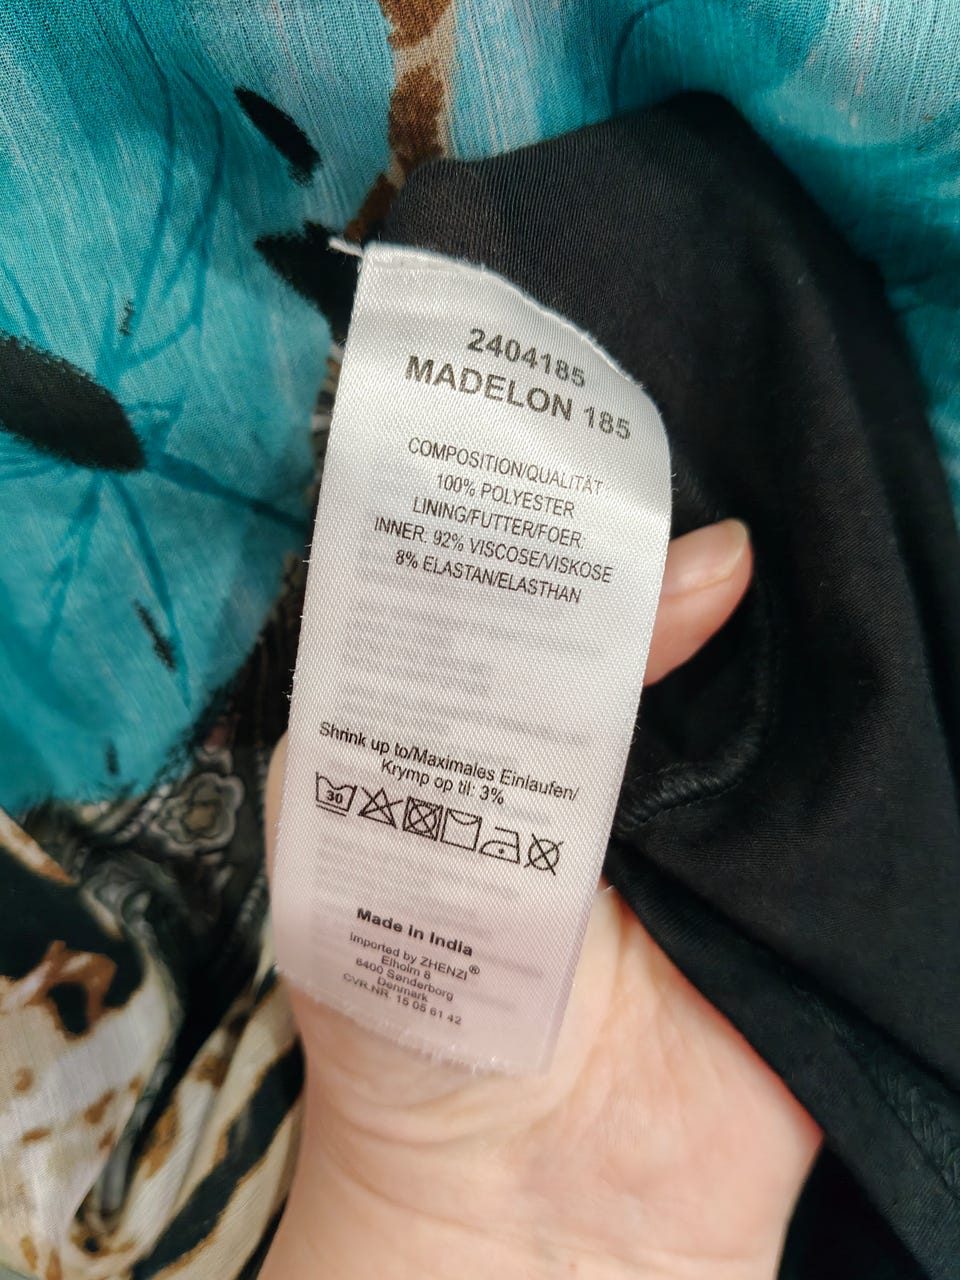 2404185
MADELON 185
COMPOSITION/QUALITÄT
100% POLYESTER
LINING/FUTTER/FOER:
INNER. 92% VISCOSE/VISKOSE
8% ELASTAN/ELASTHAN
Shrink up to/Maximales Einlaufen/
Krymp op til: 3%
30
Made in India
Imported by ZHENZI®
Elholm 8
6400 Sønderborg
Denmark
CVR.NR. 15 05 61 42